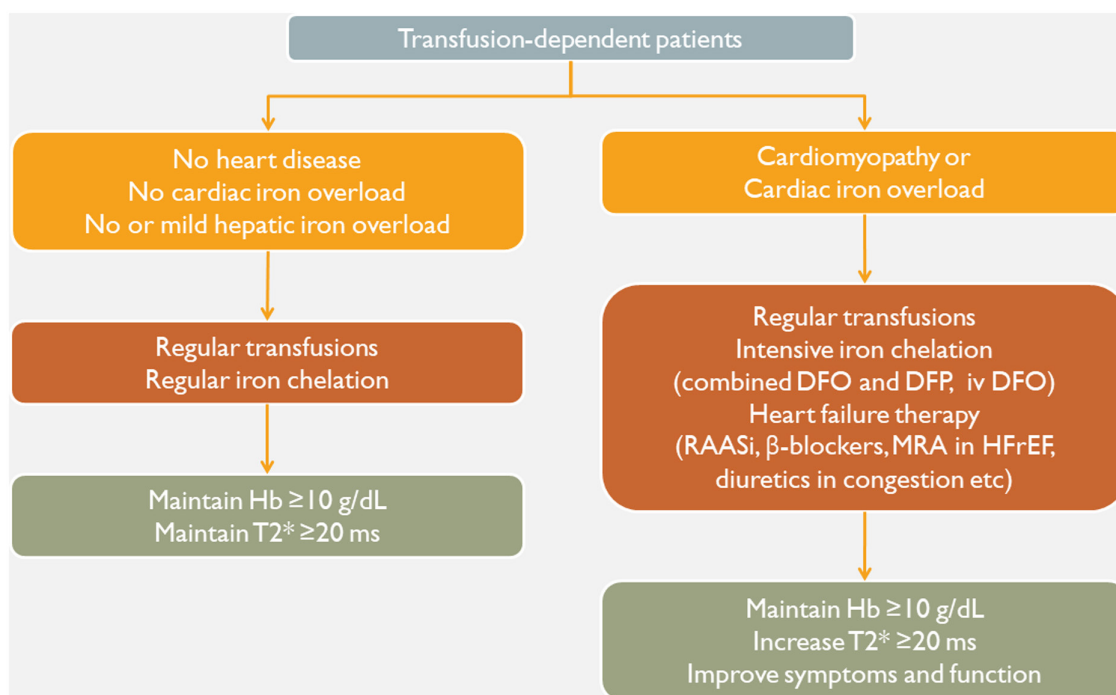 Transfusion-dependent patients
No heart disease
No cardiac iron overload
No or mild hepatic iron overload
Regular transfusions
Regular iron chelation
Maintain Hb ≥10 g/dL
Maintain T2* ≥20 ms
Cardiomyopathy or
Cardiac iron overload
Regular transfusions
Intensive iron chelation
(combined DFO and DFP, iv DFO)
Heart failure therapy
(RAASi, β-blockers, MRA in HFrEF,
diuretics in congestion etc)
Maintain Hb ≥10 g/dL
Increase T2* ≥20 ms
Improve symptoms and function